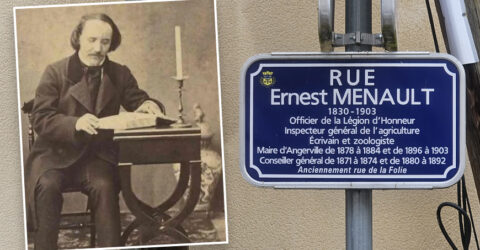 RUE
Ernest MENAULT
1830-1903
Officier de la Légion d'Honneur
Inspecteur général de l'agriculture
Écrivain et zoologiste
Maire d'Angerville de 1878 à 1884 et de 1896 à 1903
Conseiller général de 1871 à 1874 et de 1880 à 1892
Anciennement rue de la Folie